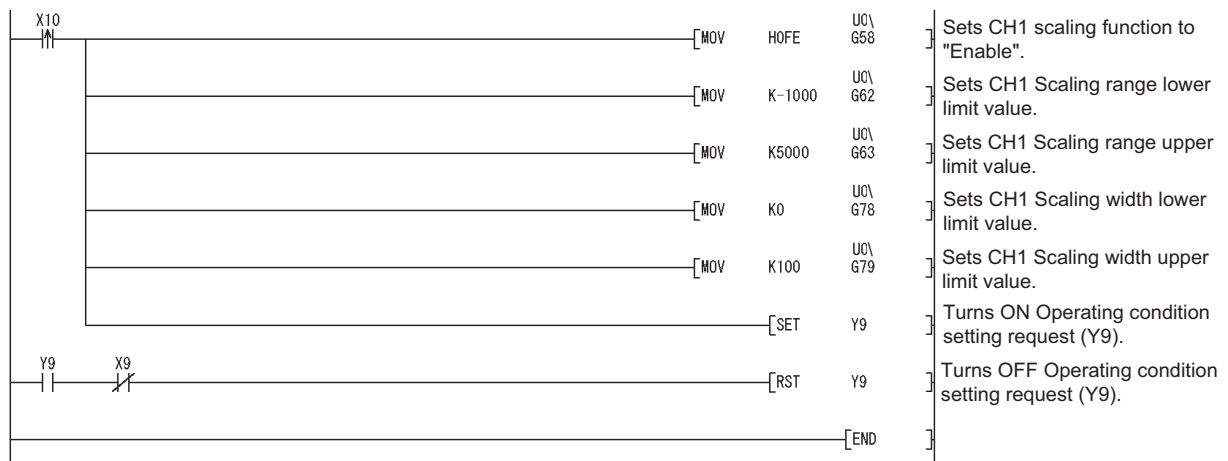 X10
U0\
MOV H0FE G58
Sets CH1 scaling function to
"Enable".
U0\
MOV K-1000 G62
Sets CH1 Scaling range lower
limit value.
U0\
MOV K5000 G63
Sets CH1 Scaling range upper
limit value.
U0\
MOV K0 G78
Sets CH1 Scaling width lower
limit value.
U0\
MOV K100 G79
Sets CH1 Scaling width upper
limit value.
SET Y9
Turns ON Operating condition
setting request (Y9).
Y9 X9
RST Y9
Turns OFF Operating condition
setting request (Y9).
END